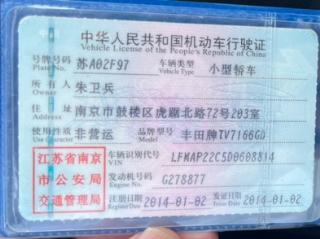 中华人民共和国机动车行驶证
Vehicle License of the People's Republic of China
号牌号码 苏A02F97 车辆类型 小型轿车
Plate No. Vehicle Type
所有人 朱卫兵
Owner
住址 南京市鼓楼区虎踞北路72号203室
Address
使用性质 非营运 品牌型号 丰田牌TV7166GD
Use Character Model
江苏省南京
市公安局
交通管理局
车辆识别代号 LFMAP22C5D0608814
VIN
发动机号码 G278877
Engine No.
注册日期 2014-01-02 发证日期 2014-01-02
Register Date Issue Date